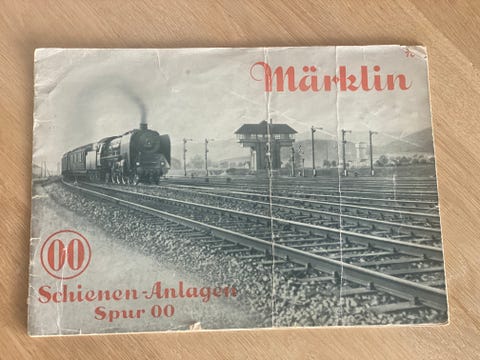 Märklin
00
Schienen-Anlagen
Spur 00